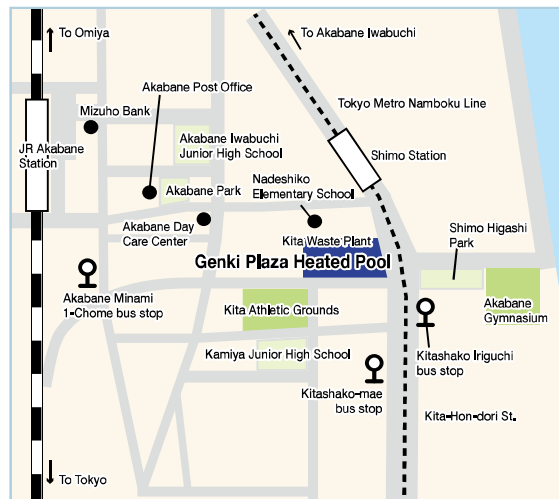 To Omiya
To Akabane Iwabuchi
Akabane Post Office
Tokyo Metro Namboku Line
Mizuho Bank
JR Akabane
Station
Akabane Iwabuchi
Junior High School
Shimo Station
Nadeshiko
Elementary School
Akabane Park
Akabane Day
Care Center
Kita Waste Plant
Shimo Higashi
Park
Genki Plaza Heated Pool
Akabane Minami
1-Chome bus stop
Kita Athletic Grounds
Akabane
Gymnasium
Kamiya Junior High School
Kitashako Iriguchi
bus stop
Kitashako-mae
bus stop
Kita-Hon-dori St.
To Tokyo